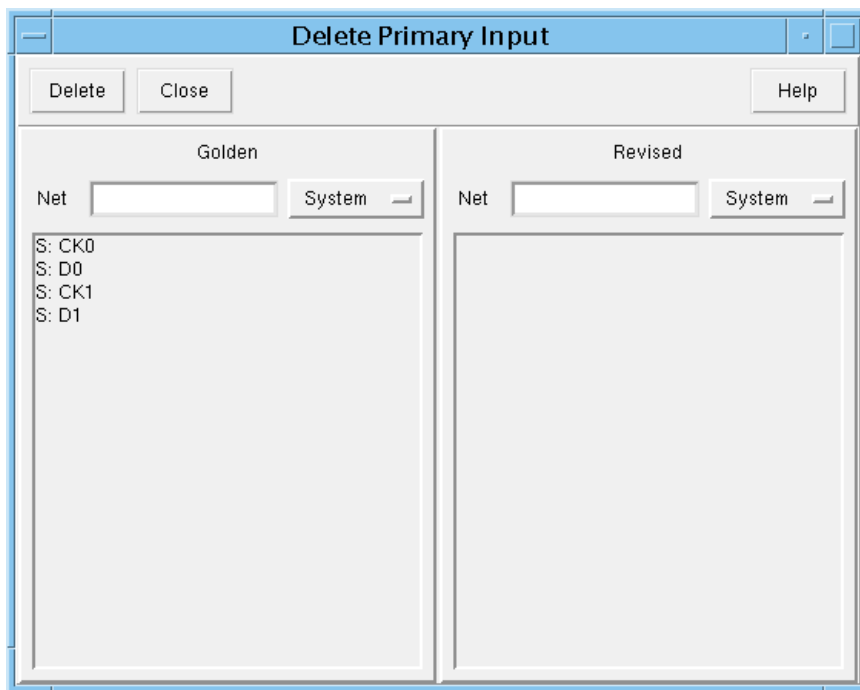 Delete Primary Input
Delete Close Help
Golden Revised
Net System Net System
S: CK0
S: D0
S: CK1
S: D1